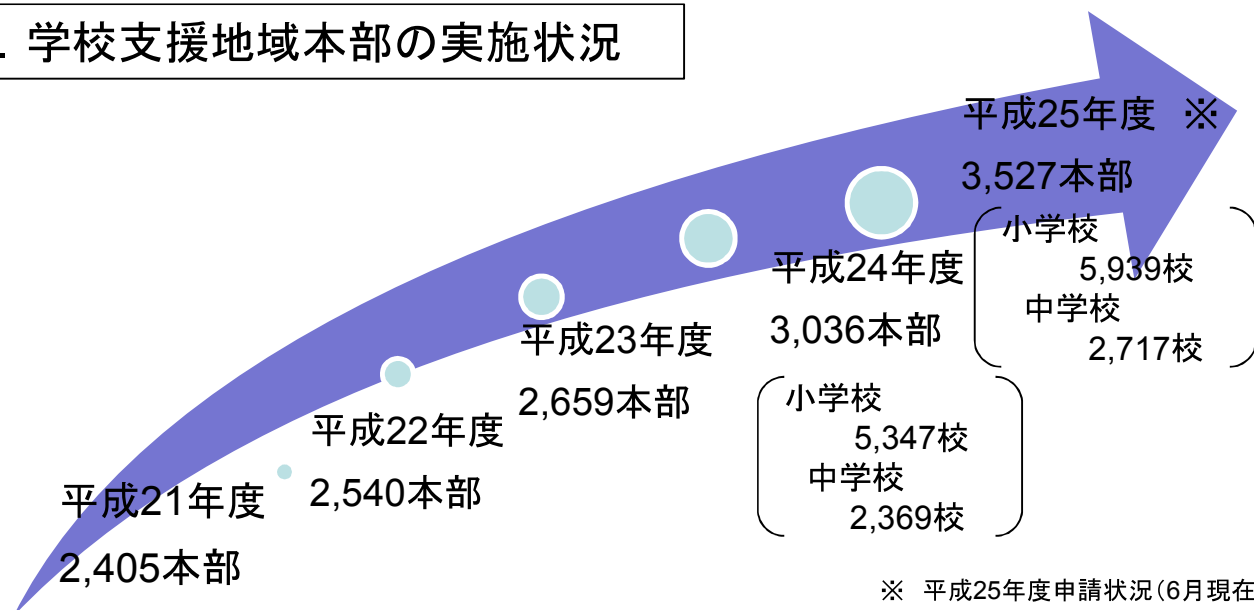 . 学校支援地域本部の実施状況
平成25年度 ※
3,527本部
小学校
5,939校
中学校
2,717校
平成24年度
3,036本部
小学校
5,347校
中学校
2,369校
平成23年度
2,659本部
平成22年度
2,540本部
平成21年度
2,405本部
※ 平成25年度申請状況(6月現在